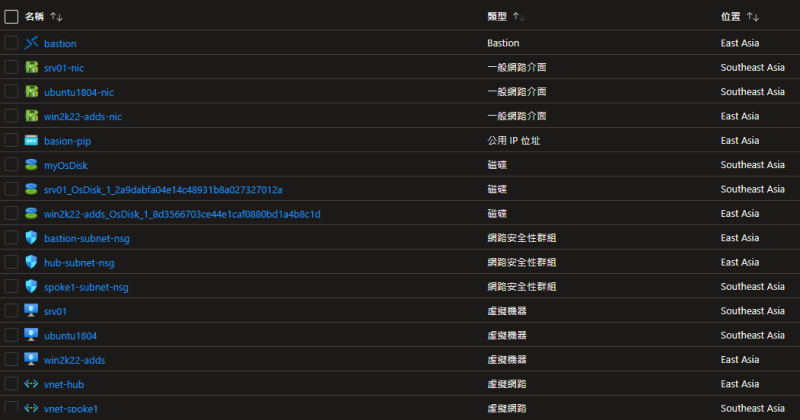 名稱 ↑↓ 類型 ↑↓ 位置 ↑↓
bastion Bastion East Asia
srv01-nic 一般網路介面 Southeast Asia
ubuntu1804-nic 一般網路介面 Southeast Asia
win2k22-adds-nic 一般網路介面 East Asia
basion-pip 公用 IP 位址 East Asia
myOsDisk 磁碟 Southeast Asia
srv01_OsDisk_1_2a9dabfa04e14c48931b8a027327012a 磁碟 Southeast Asia
win2k22-adds_OsDisk_1_8d3566703ce44e1caf0880bd1a4b8c1d 磁碟 East Asia
bastion-subnet-nsg 網路安全性群組 East Asia
hub-subnet-nsg 網路安全性群組 East Asia
spoke1-subnet-nsg 網路安全性群組 Southeast Asia
srv01 虛擬機器 Southeast Asia
ubuntu1804 虛擬機器 Southeast Asia
win2k22-adds 虛擬機器 East Asia
vnet-hub 虛擬網路 East Asia
vnet-spoke1 虛擬網路 Southeast Asia